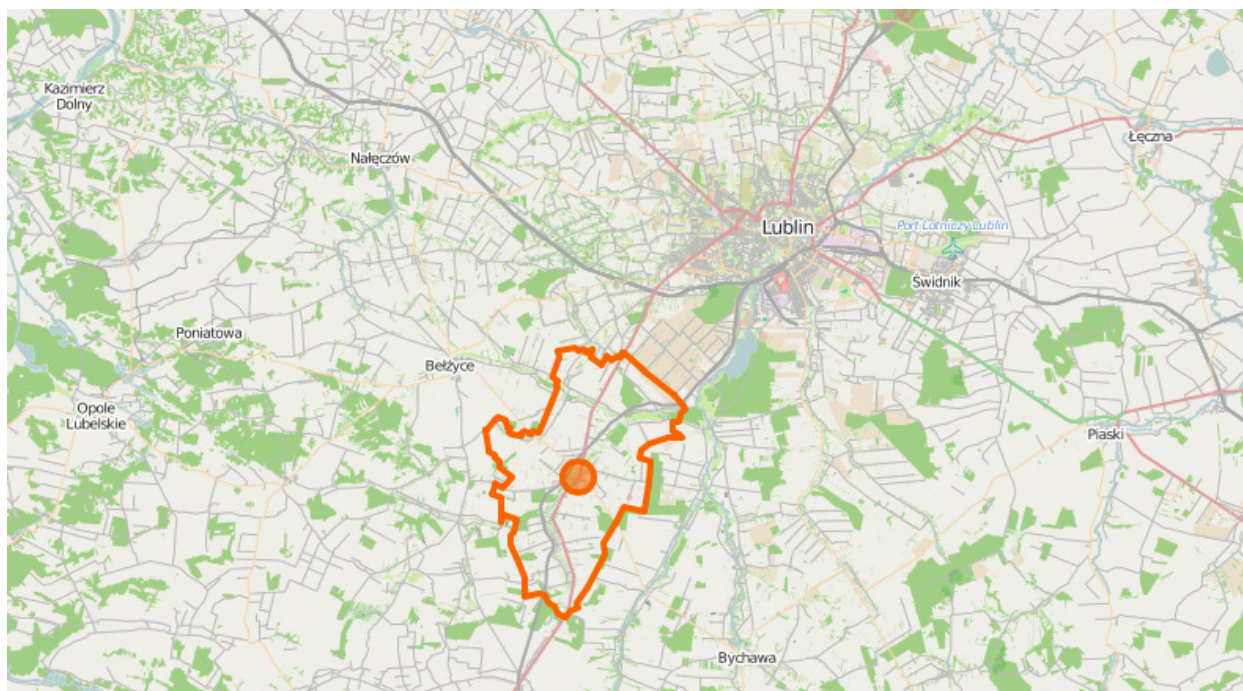 Kazimierz
Dolny
Nałęczów
Łęczna
Lublin
Port Lotniczy Lublin
Świdnik
Poniatowa
Bełżyce
Opole
Lubelskie
Piaski
Bychawa